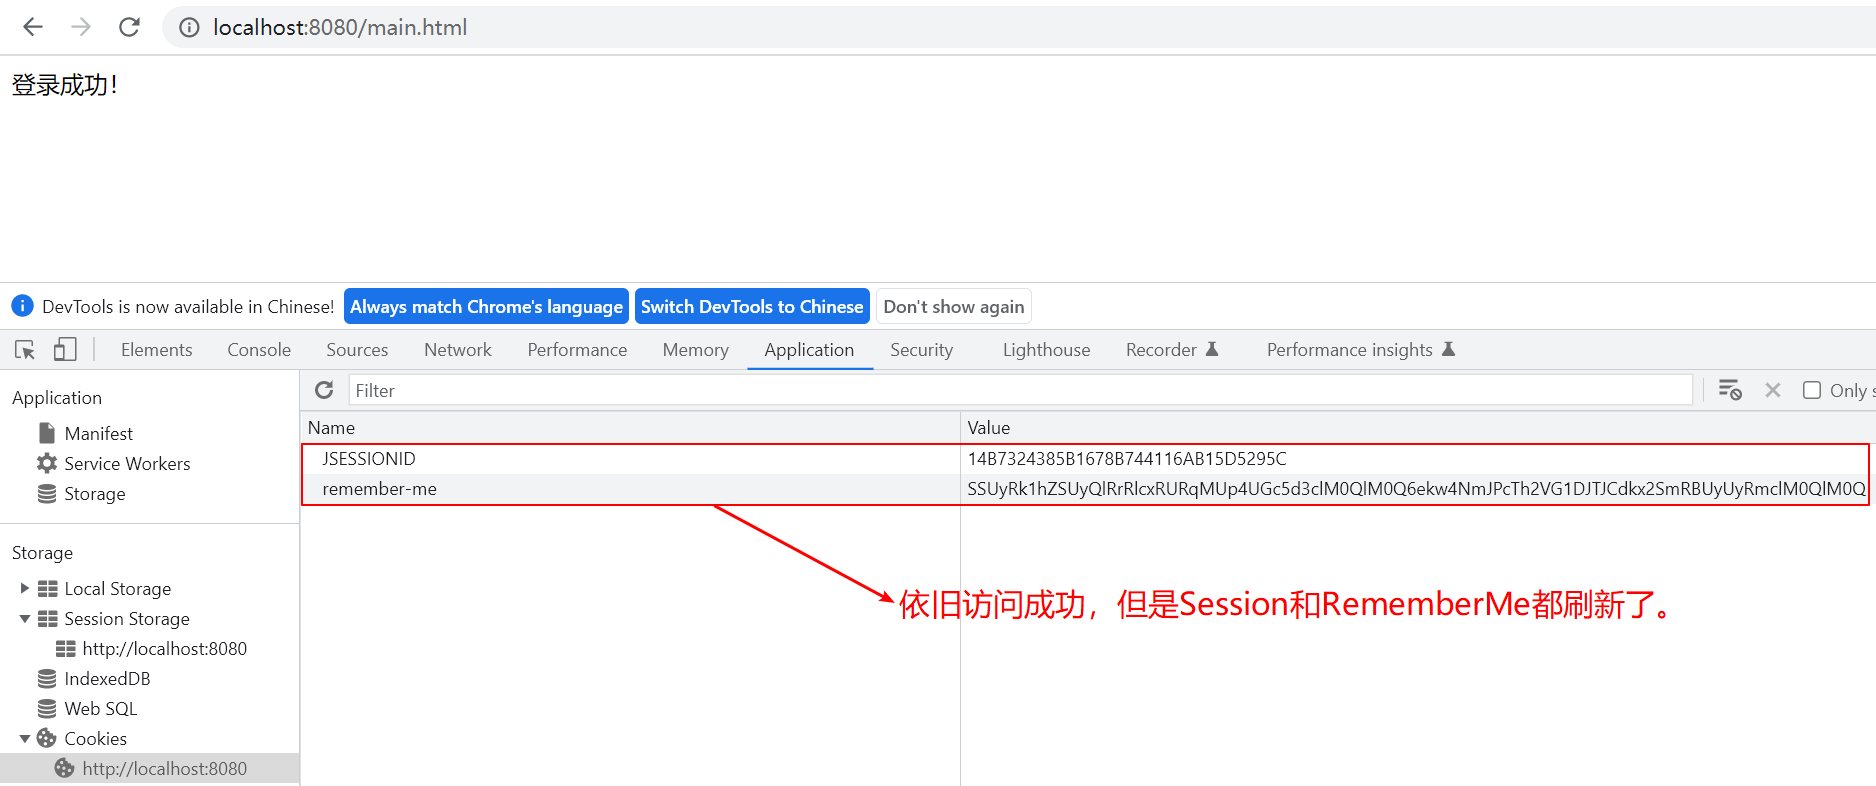 localhost:8080/main.html
登录成功！
DevTools is now available in Chinese! Always match Chrome's language Switch DevTools to Chinese Don't show again
Elements Console Sources Network Performance Memory Application Security Lighthouse Recorder Performance insights
Application
Manifest
Service Workers
Storage
Storage
Local Storage
Session Storage
http://localhost:8080
IndexedDB
Web SQL
Cookies
http://localhost:8080
Filter
Only s
Name Value
JSESSIONID 14B7324385B1678B744116AB15D5295C
remember-me SSUyRk1hZSUyQlRrRlcxRURqMUp4UGc5d3clM0QlM0Q6ekw4NmJPcTh2VG1DJTJCdkx2SmRBUyUyRmclM0QlM0Q
依旧访问成功，但是Session和RememberMe都刷新了。